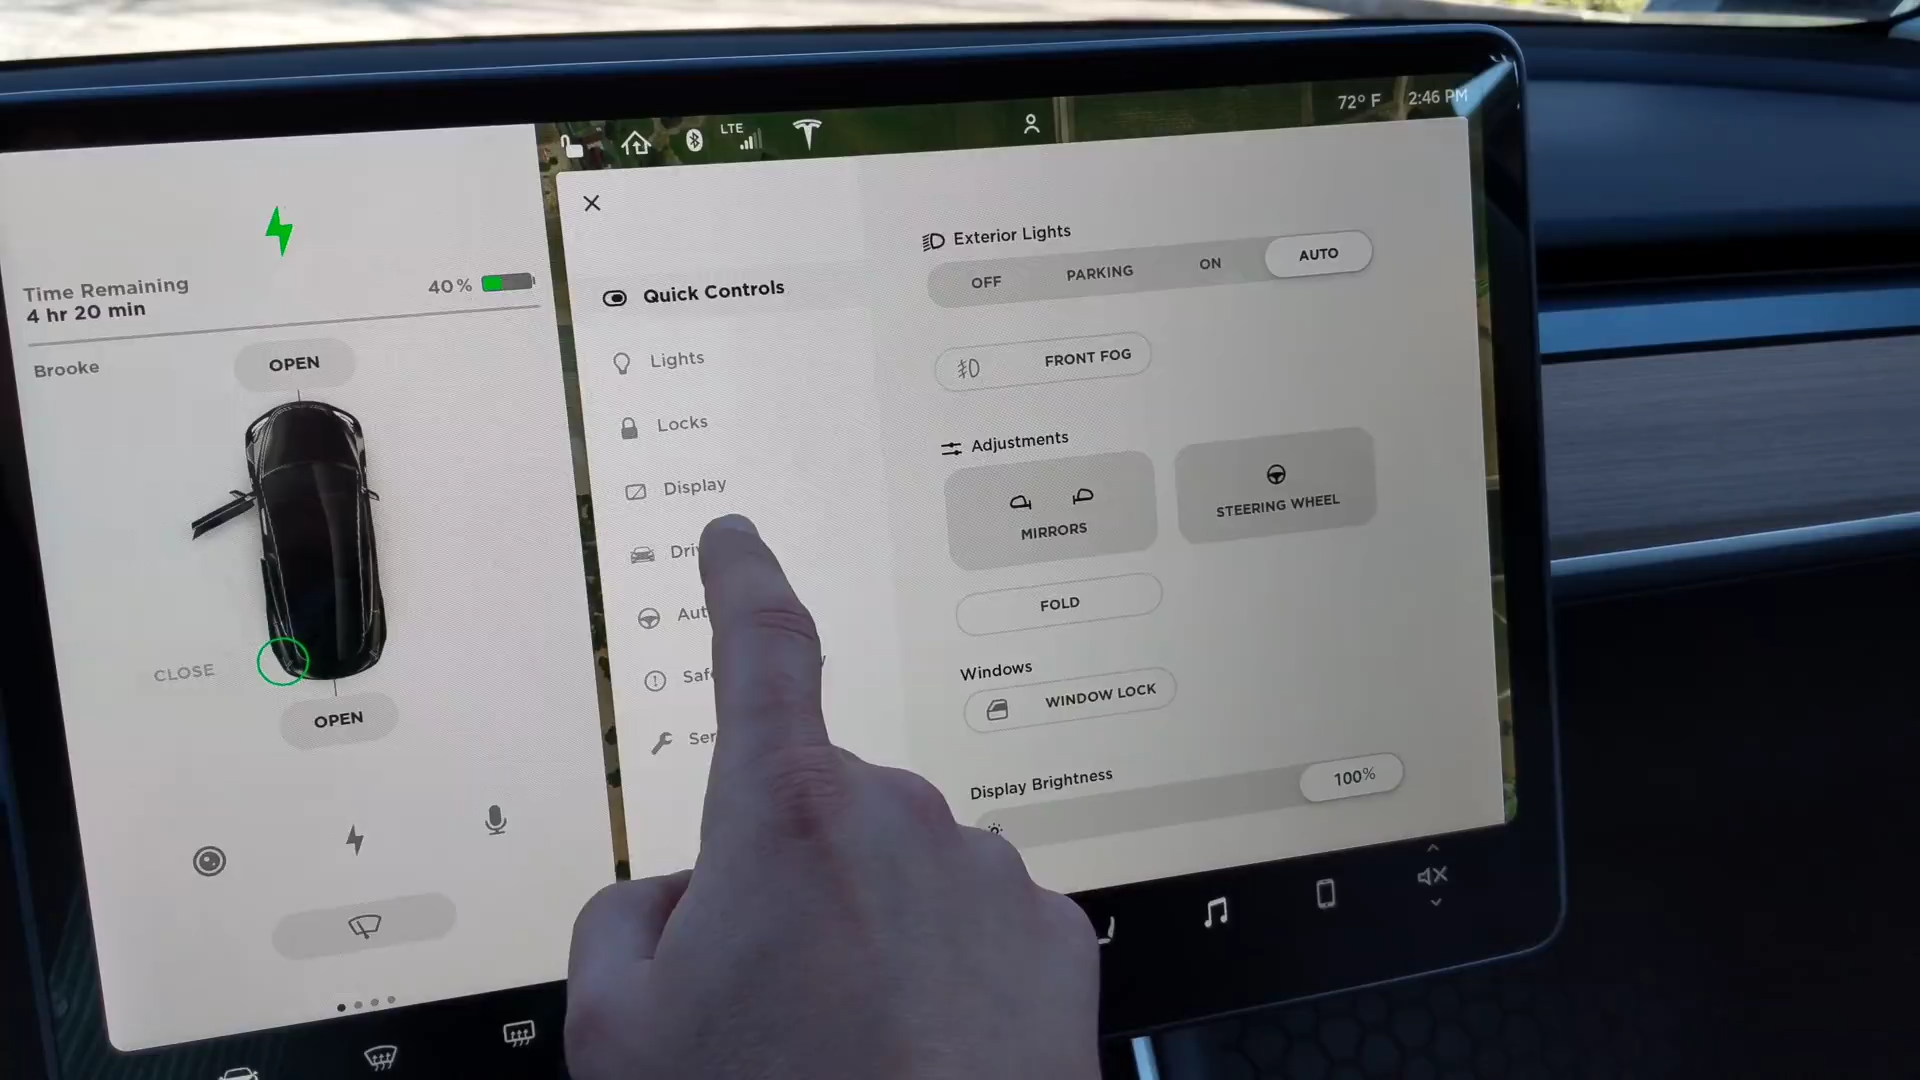 LTE
72° F 2:46 PM
Time Remaining
4 hr 20 min
40%
Brooke
OPEN
CLOSE
OPEN
Quick Controls
Lights
Locks
Display
Exterior Lights
OFF PARKING ON AUTO
FRONT FOG
Adjustments
MIRRORS
STEERING WHEEL
FOLD
Windows
WINDOW LOCK
Display Brightness
100%